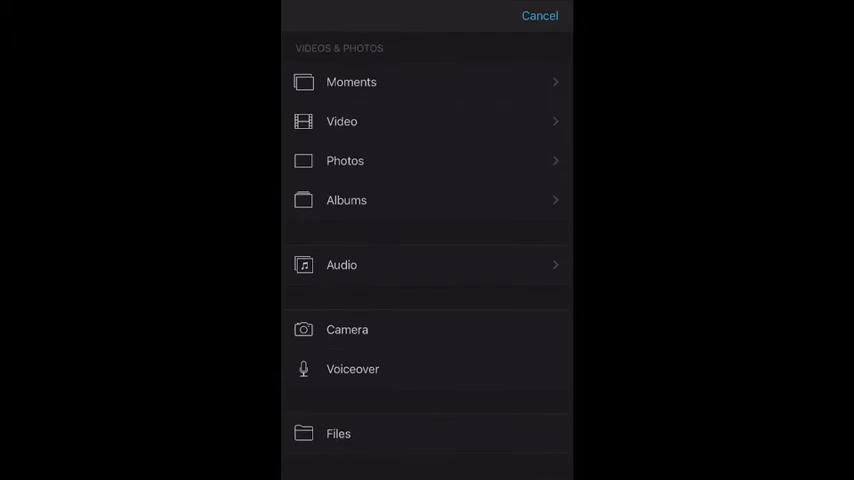 Cancel
VIDEOS & PHOTOS
Moments
Video
Photos
Albums
Audio
Camera
Voiceover
Files